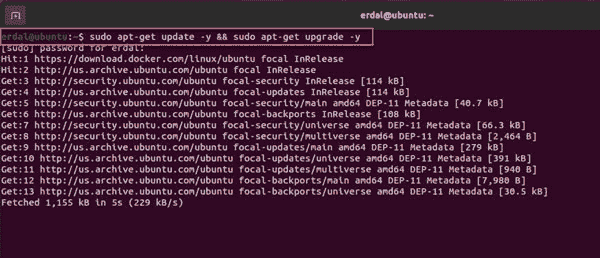 erdal@ubuntu: ~
erdal@ubuntu:~$ sudo apt-get update -y && sudo apt-get upgrade -y
[sudo] password for erdal:
Hit:1 https://download.docker.com/linux/ubuntu focal InRelease
Hit:2 http://us.archive.ubuntu.com/ubuntu focal InRelease
Get:3 http://security.ubuntu.com/ubuntu focal-security InRelease [114 kB]
Get:4 http://us.archive.ubuntu.com/ubuntu focal-updates InRelease [114 kB]
Get:5 http://security.ubuntu.com/ubuntu focal-security/main amd64 DEP-11 Metadata [40.7 kB]
Get:6 http://us.archive.ubuntu.com/ubuntu focal-backports InRelease [108 kB]
Get:7 http://security.ubuntu.com/ubuntu focal-security/universe amd64 DEP-11 Metadata [66.3 kB]
Get:8 http://security.ubuntu.com/ubuntu focal-security/multiverse amd64 DEP-11 Metadata [2,464 B]
Get:9 http://us.archive.ubuntu.com/ubuntu focal-updates/main amd64 DEP-11 Metadata [279 kB]
Get:10 http://us.archive.ubuntu.com/ubuntu focal-updates/universe amd64 DEP-11 Metadata [391 kB]
Get:11 http://us.archive.ubuntu.com/ubuntu focal-updates/multiverse amd64 DEP-11 Metadata [940 B]
Get:12 http://us.archive.ubuntu.com/ubuntu focal-backports/main amd64 DEP-11 Metadata [7,980 B]
Get:13 http://us.archive.ubuntu.com/ubuntu focal-backports/universe amd64 DEP-11 Metadata [30.5 kB]
Fetched 1,155 kB in 5s (229 kB/s)